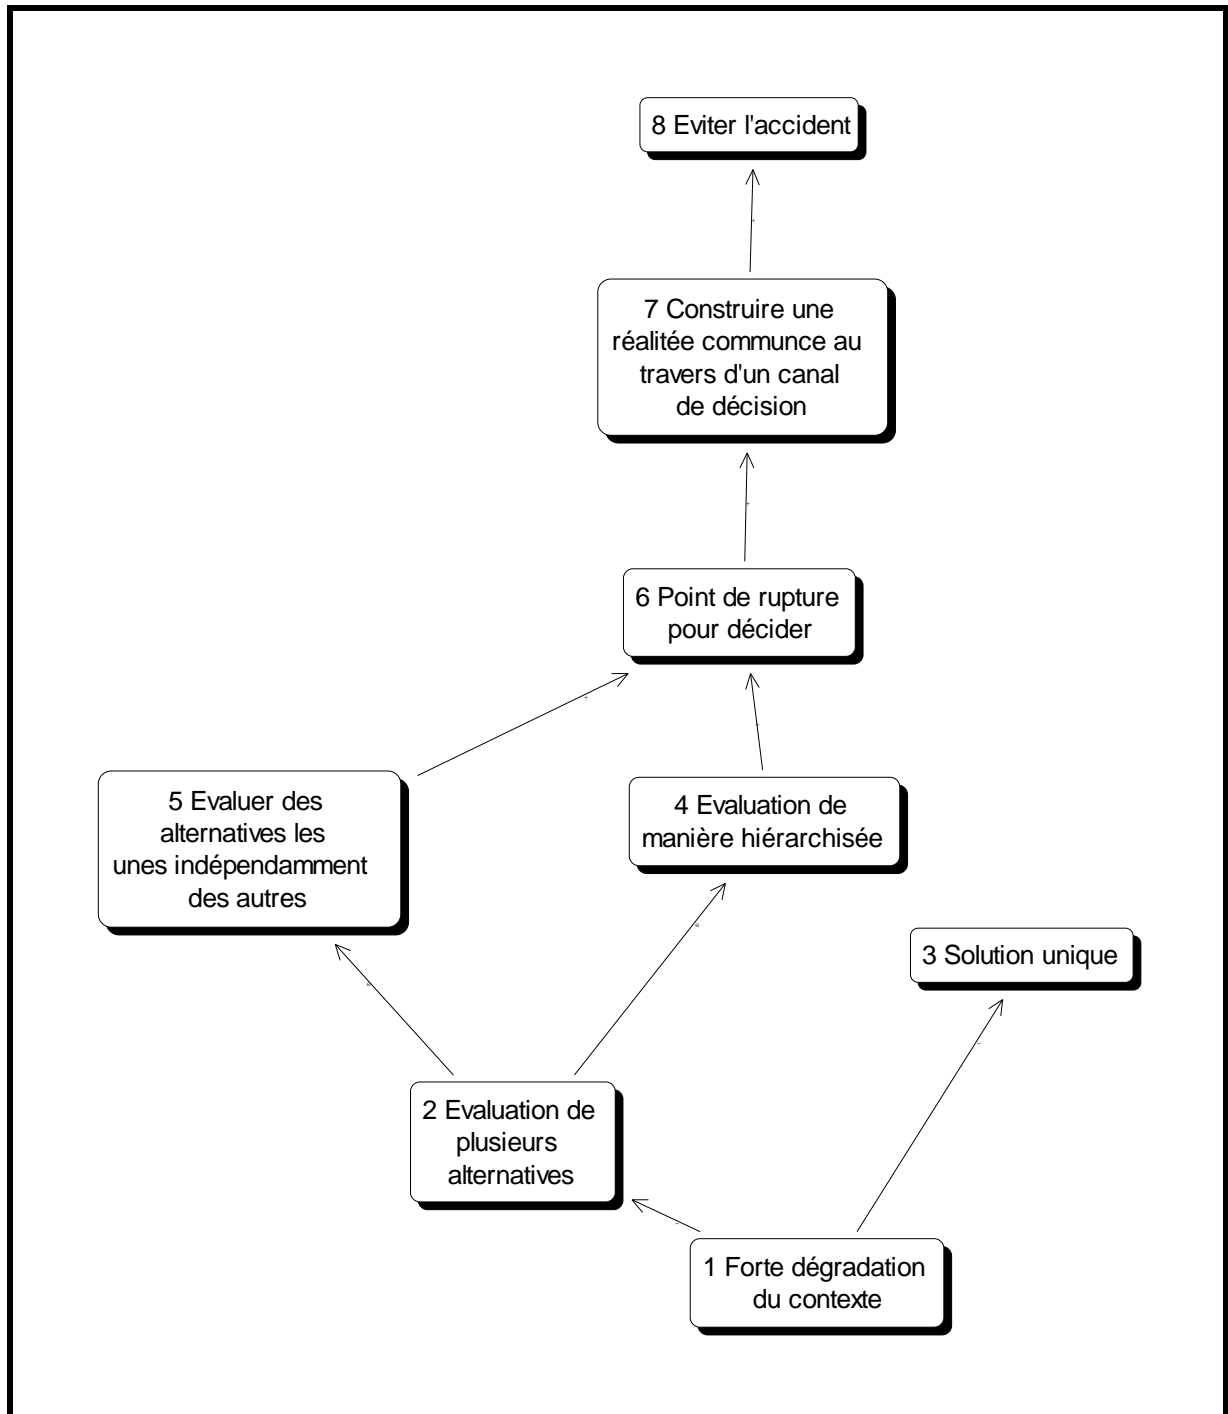 8 Eviter l'accident
7 Construire une
réalitée communce au
travers d'un canal
de décision
6 Point de rupture
pour décider
5 Evaluer des
alternatives les
unes indépendamment
des autres
4 Evaluation de
manière hiérarchisée
3 Solution unique
2 Evaluation de
plusieurs
alternatives
1 Forte dégradation
du contexte